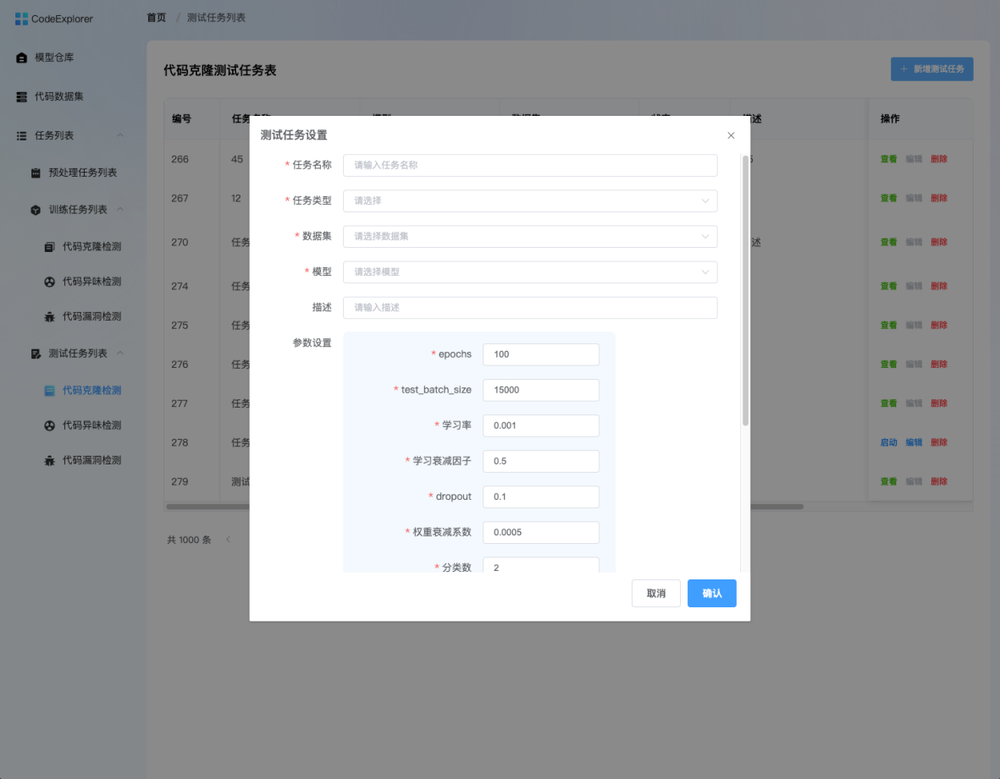 CodeExplorer
首页 / 测试任务列表
模型仓库
代码数据集
任务列表
预处理任务列表
训练任务列表
代码克隆检测
代码异味检测
代码漏洞检测
测试任务列表
代码克隆检测
代码异味检测
代码漏洞检测
代码克隆测试任务表
+ 新增测试任务
编号 操作
266 45 查看 编辑 删除
267 12 查看 编辑 删除
270 任务 述 查看 编辑 删除
274 任务 查看 编辑 删除
275 任务 查看 编辑 删除
276 任务 查看 编辑 删除
277 任务 查看 编辑 删除
278 任务 启动 编辑 删除
279 测试 查看 编辑 删除
共 1000 条
测试任务设置
* 任务名称 请输入任务名称
* 任务类型 请选择
* 数据集 请选择数据集
* 模型 请选择模型
描述 请输入描述
参数设置
* epochs 100
* test_batch_size 15000
* 学习率 0.001
* 学习衰减因子 0.5
* dropout 0.1
* 权重衰减系数 0.0005
* 分类数 2
取消 确认